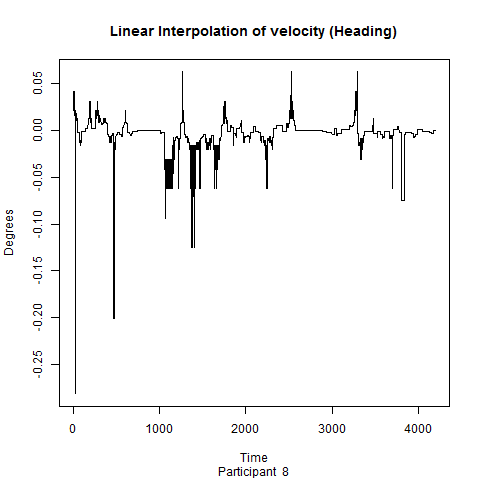 Linear Interpolation of velocity (Heading)
0.05
0.00
-0.05
-0.10
-0.15
-0.20
-0.25
Degrees
0 1000 2000 3000 4000
Time
Participant 8